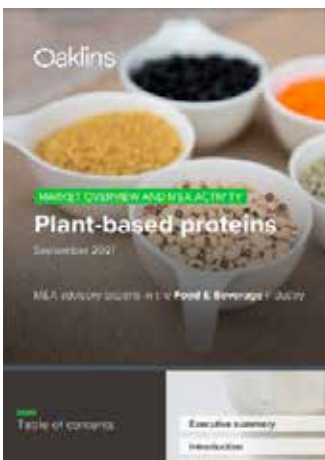 Oaklins
MARKET OVERVIEW AND M&A ACTIVITY
Plant-based proteins
September 2021
M&A advisory experts in the Food & Beverage industry
Table of contents
Executive summary
Introduction